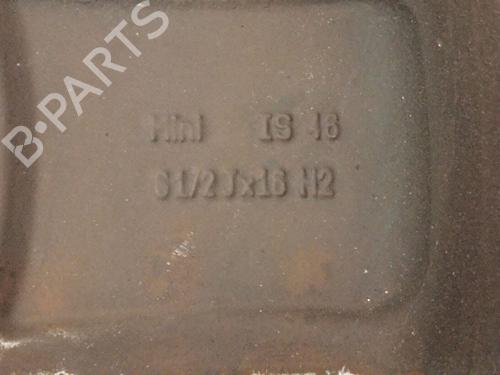 B-PARTS
Mini IS 46
6 1/2 Jx16 H2